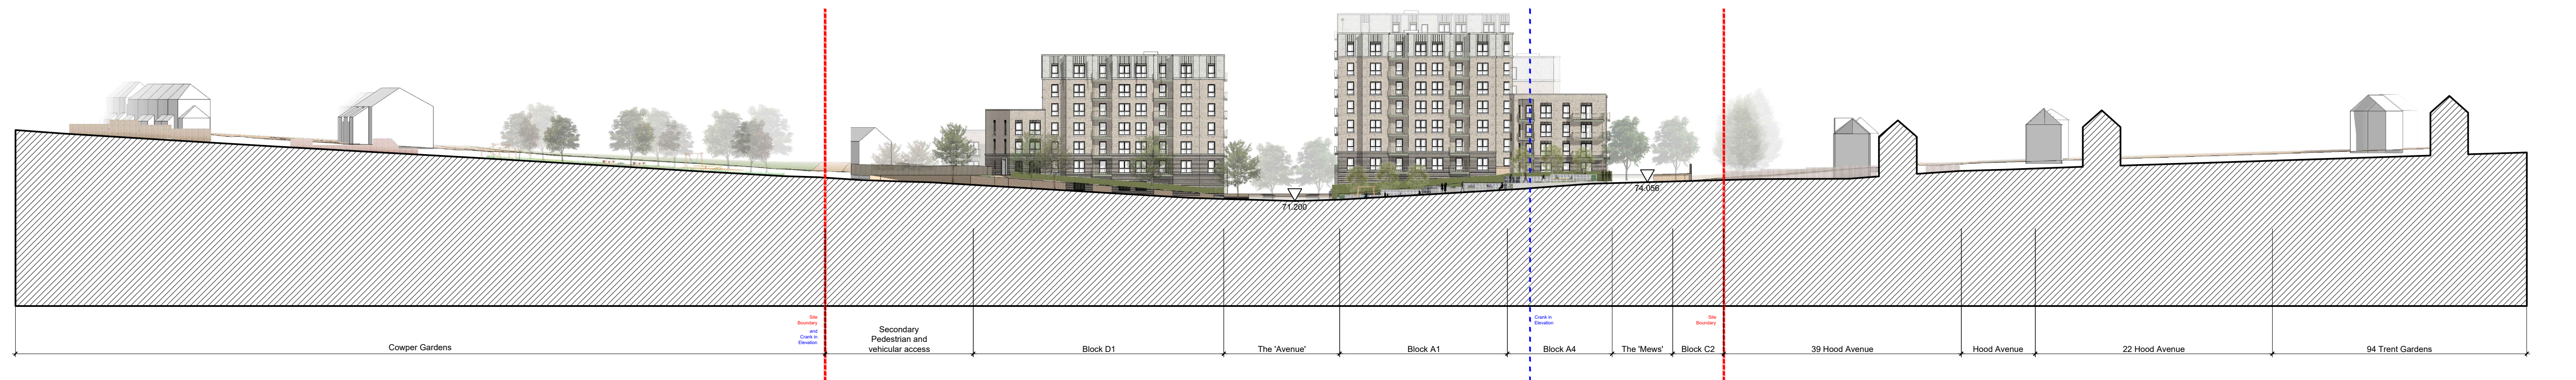 71.200
74.056
Site
Boundary
and
Crank in
Elevation
Crank in
Elevation
Site
Boundary
Cowper Gardens
Secondary
Pedestrian and
vehicular access
Block D1
The 'Avenue'
Block A1
Block A4
The 'Mews'
Block C2
39 Hood Avenue
Hood Avenue
22 Hood Avenue
94 Trent Gardens